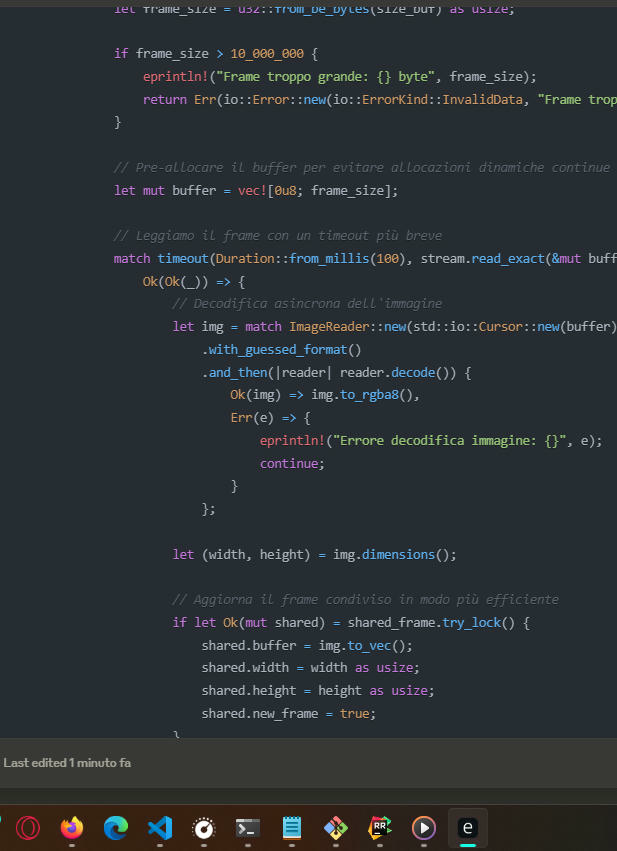 let frame_size = u32::from_be_bytes(size_buf) as usize;
if frame_size > 10_000_000 {
eprintln!("Frame troppo grande: {} byte", frame_size);
return Err(io::Error::new(io::ErrorKind::InvalidData, "Frame trop
}
// Pre-allocare il buffer per evitare allocazioni dinamiche continue
let mut buffer = vec![0u8; frame_size];
// Leggiamo il frame con un timeout più breve
match timeout(Duration::from_millis(100), stream.read_exact(&mut buff
Ok(Ok(_)) => {
// Decodifica asincrona dell'immagine
let img = match ImageReader::new(std::io::Cursor::new(buffer)
.with_guessed_format()
.and_then(|reader| reader.decode()) {
Ok(img) => img.to_rgba8(),
Err(e) => {
eprintln!("Errore decodifica immagine: {}", e);
continue;
}
};
let (width, height) = img.dimensions();
// Aggiorna il frame condiviso in modo più efficiente
if let Ok(mut shared) = shared_frame.try_lock() {
shared.buffer = img.to_vec();
shared.width = width as usize;
shared.height = height as usize;
shared.new_frame = true;
}
Last edited 1 minuto fa
RR
e